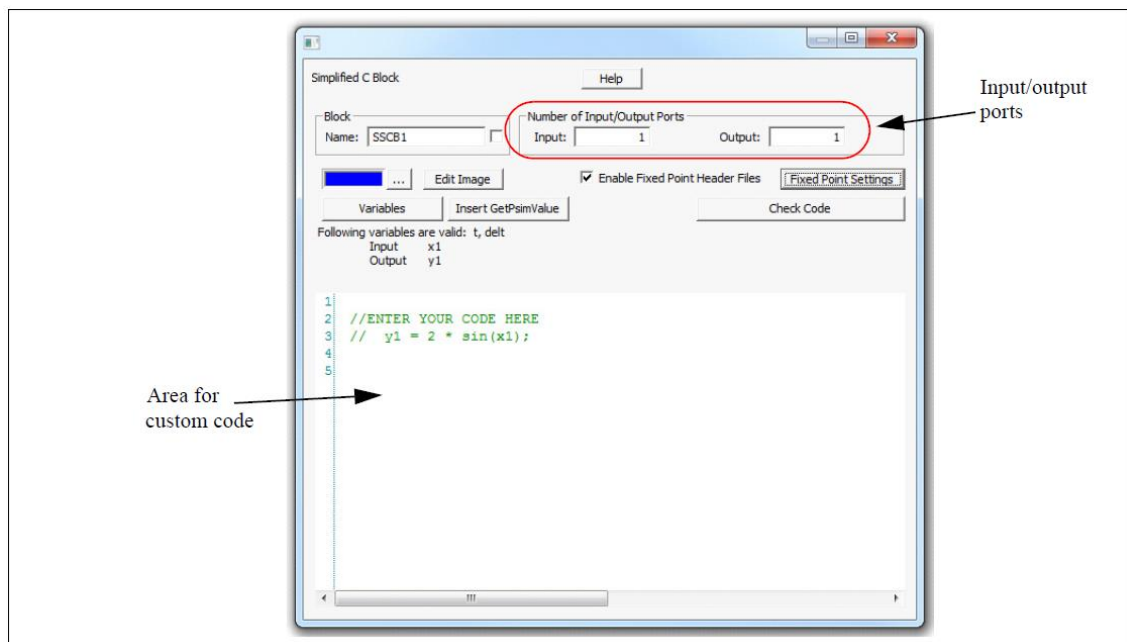 Simplified C Block
Help
Input/output
ports
Block
Name: SSCB1
Number of Input/Output Ports
Input: 1 Output: 1
... Edit Image Enable Fixed Point Header Files Fixed Point Settings
Variables Insert GetPsimValue Check Code
Following variables are valid: t, delt
Input x1
Output y1
1
2 //ENTER YOUR CODE HERE
3 // y1 = 2 * sin(x1);
4
5
Area for
custom code